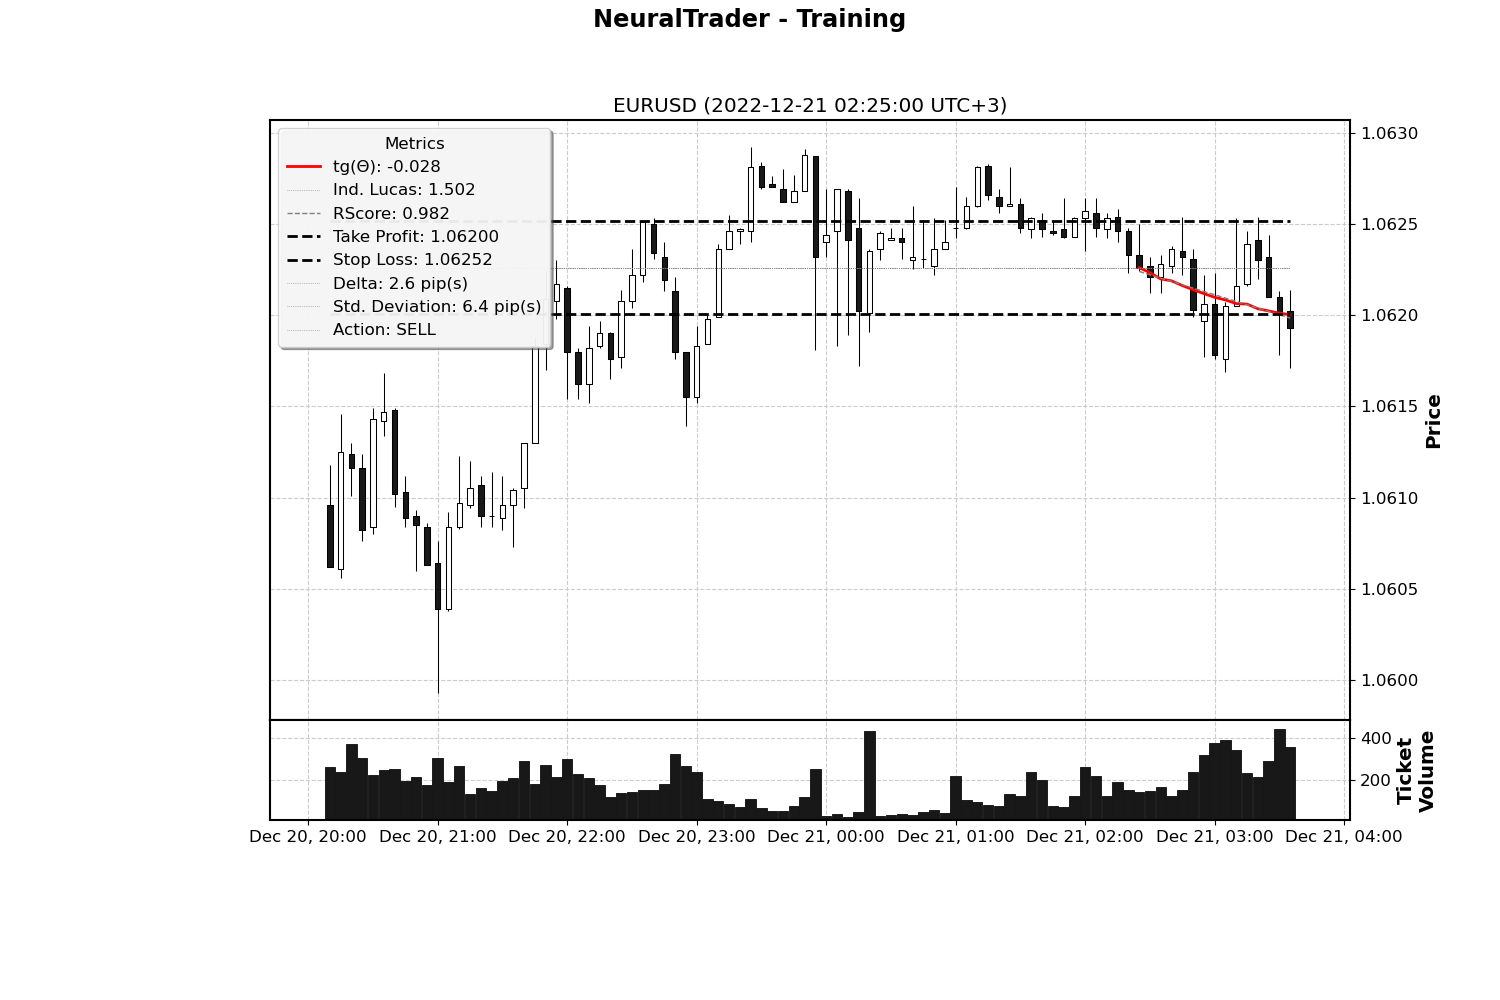 NeuralTrader - Training
EURUSD (2022-12-21 02:25:00 UTC+3)
Metrics
tg(Θ): -0.028
Ind. Lucas: 1.502
RScore: 0.982
Take Profit: 1.06200
Stop Loss: 1.06252
Delta: 2.6 pip(s)
Std. Deviation: 6.4 pip(s)
Action: SELL
1.0630
1.0625
1.0620
1.0615
1.0610
1.0605
1.0600
Price
400
200
Ticket
Volume
Dec 20, 20:00
Dec 20, 21:00
Dec 20, 22:00
Dec 20, 23:00
Dec 21, 00:00
Dec 21, 01:00
Dec 21, 02:00
Dec 21, 03:00
Dec 21, 04:00